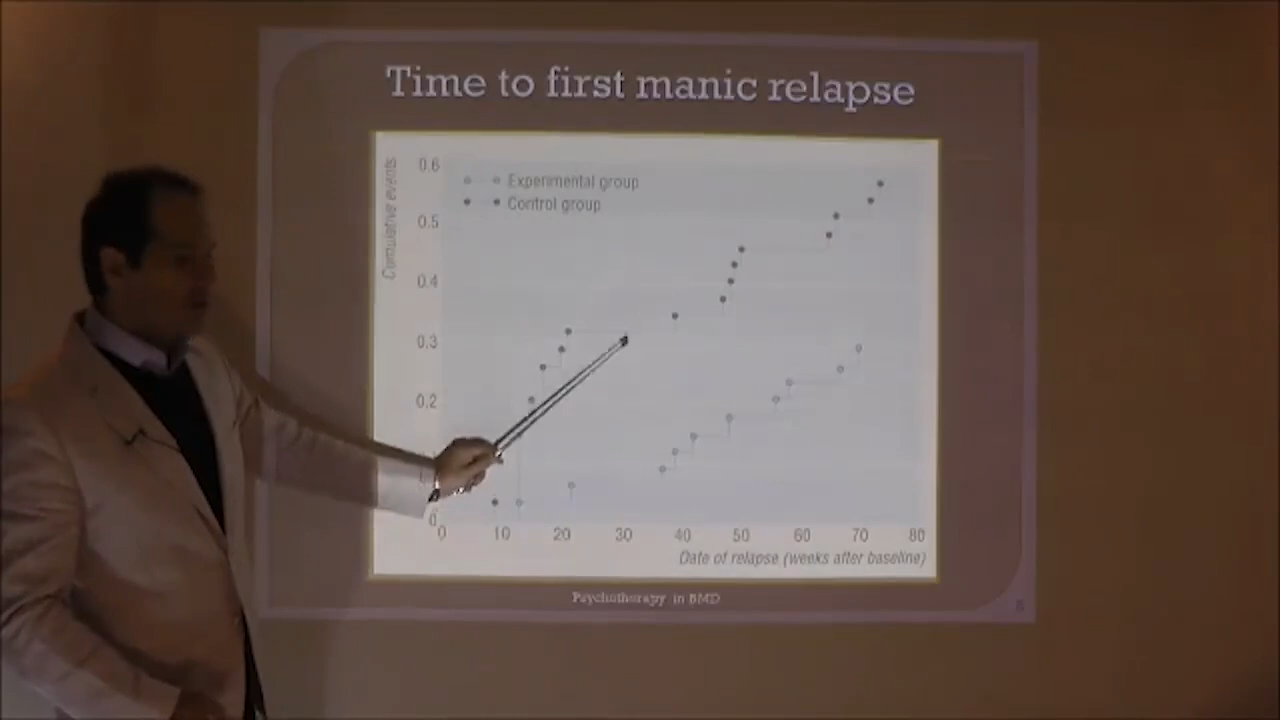 Time to first manic relapse
Cumulative events
0.6
0.5
0.4
0.3
0.2
0
Experimental group
Control group
0 10 20 30 40 50 60 70 80
Date of relapse (weeks after baseline)
Psychotherapy in BMD